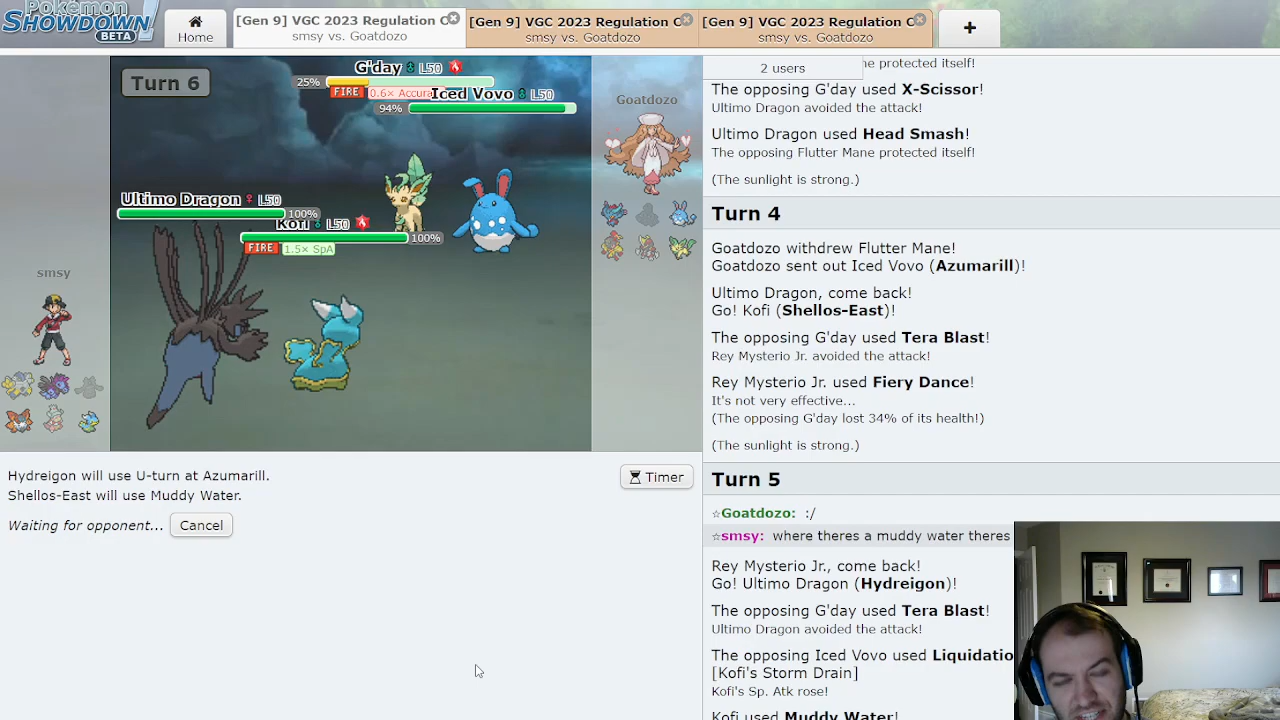 Pokémon
SHOWDOWN
BETA
Home
[Gen 9] VGC 2023 Regulation C
smsy vs. Goatdozo
[Gen 9] VGC 2023 Regulation C
smsy vs. Goatdozo
[Gen 9] VGC 2023 Regulation C
smsy vs. Goatdozo
+
Turn 6
G'day L50
25%
FIRE 0.6× Accura
Iced Vovo L50
94%
Ultimo Dragon L50
100%
Kofi L50
100%
FIRE 1.5× SpA
smsy
Goatdozo
Hydreigon will use U-turn at Azumarill.
Shellos-East will use Muddy Water.
Waiting for opponent... Cancel
Timer
2 users
he protected itself!
The opposing G'day used X-Scissor!
Ultimo Dragon avoided the attack!
Ultimo Dragon used Head Smash!
The opposing Flutter Mane protected itself!
(The sunlight is strong.)
Turn 4
Goatdozo withdrew Flutter Mane!
Goatdozo sent out Iced Vovo (Azumarill)!
Ultimo Dragon, come back!
Go! Kofi (Shellos-East)!
The opposing G'day used Tera Blast!
Rey Mysterio Jr. avoided the attack!
Rey Mysterio Jr. used Fiery Dance!
It's not very effective...
(The opposing G'day lost 34% of its health!)
(The sunlight is strong.)
Turn 5
☆Goatdozo: :/
☆smsy: where theres a muddy water theres
Rey Mysterio Jr., come back!
Go! Ultimo Dragon (Hydreigon)!
The opposing G'day used Tera Blast!
Ultimo Dragon avoided the attack!
The opposing Iced Vovo used Liquidatio
[Kofi's Storm Drain]
Kofi's Sp. Atk rose!
Kofi used Muddy Water!